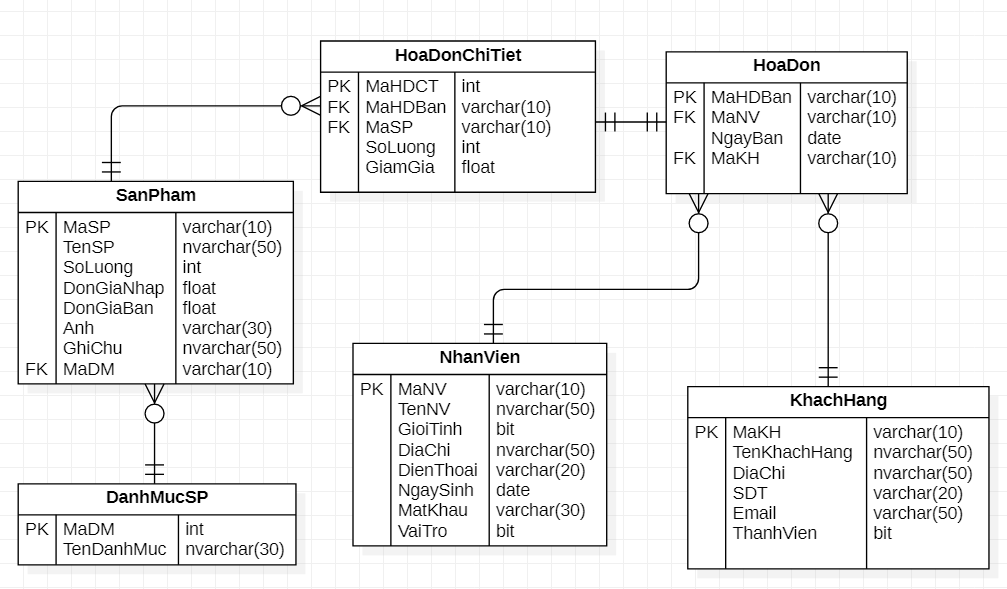 HoaDonChiTiet
PK MaHDCT int
FK MaHDBan varchar(10)
FK MaSP varchar(10)
SoLuong int
GiamGia float
HoaDon
PK MaHDBan varchar(10)
FK MaNV varchar(10)
NgayBan date
FK MaKH varchar(10)
SanPham
PK MaSP varchar(10)
TenSP nvarchar(50)
SoLuong int
DonGiaNhap float
DonGiaBan float
Anh varchar(30)
GhiChu nvarchar(50)
FK MaDM varchar(10)
NhanVien
PK MaNV varchar(10)
TenNV nvarchar(50)
GioiTinh bit
DiaChi nvarchar(50)
DienThoai varchar(20)
NgaySinh date
MatKhau varchar(30)
VaiTro bit
KhachHang
PK MaKH varchar(10)
TenKhachHang nvarchar(50)
DiaChi nvarchar(50)
SDT varchar(20)
Email varchar(50)
ThanhVien bit
DanhMucSP
PK MaDM int
TenDanhMuc nvarchar(30)